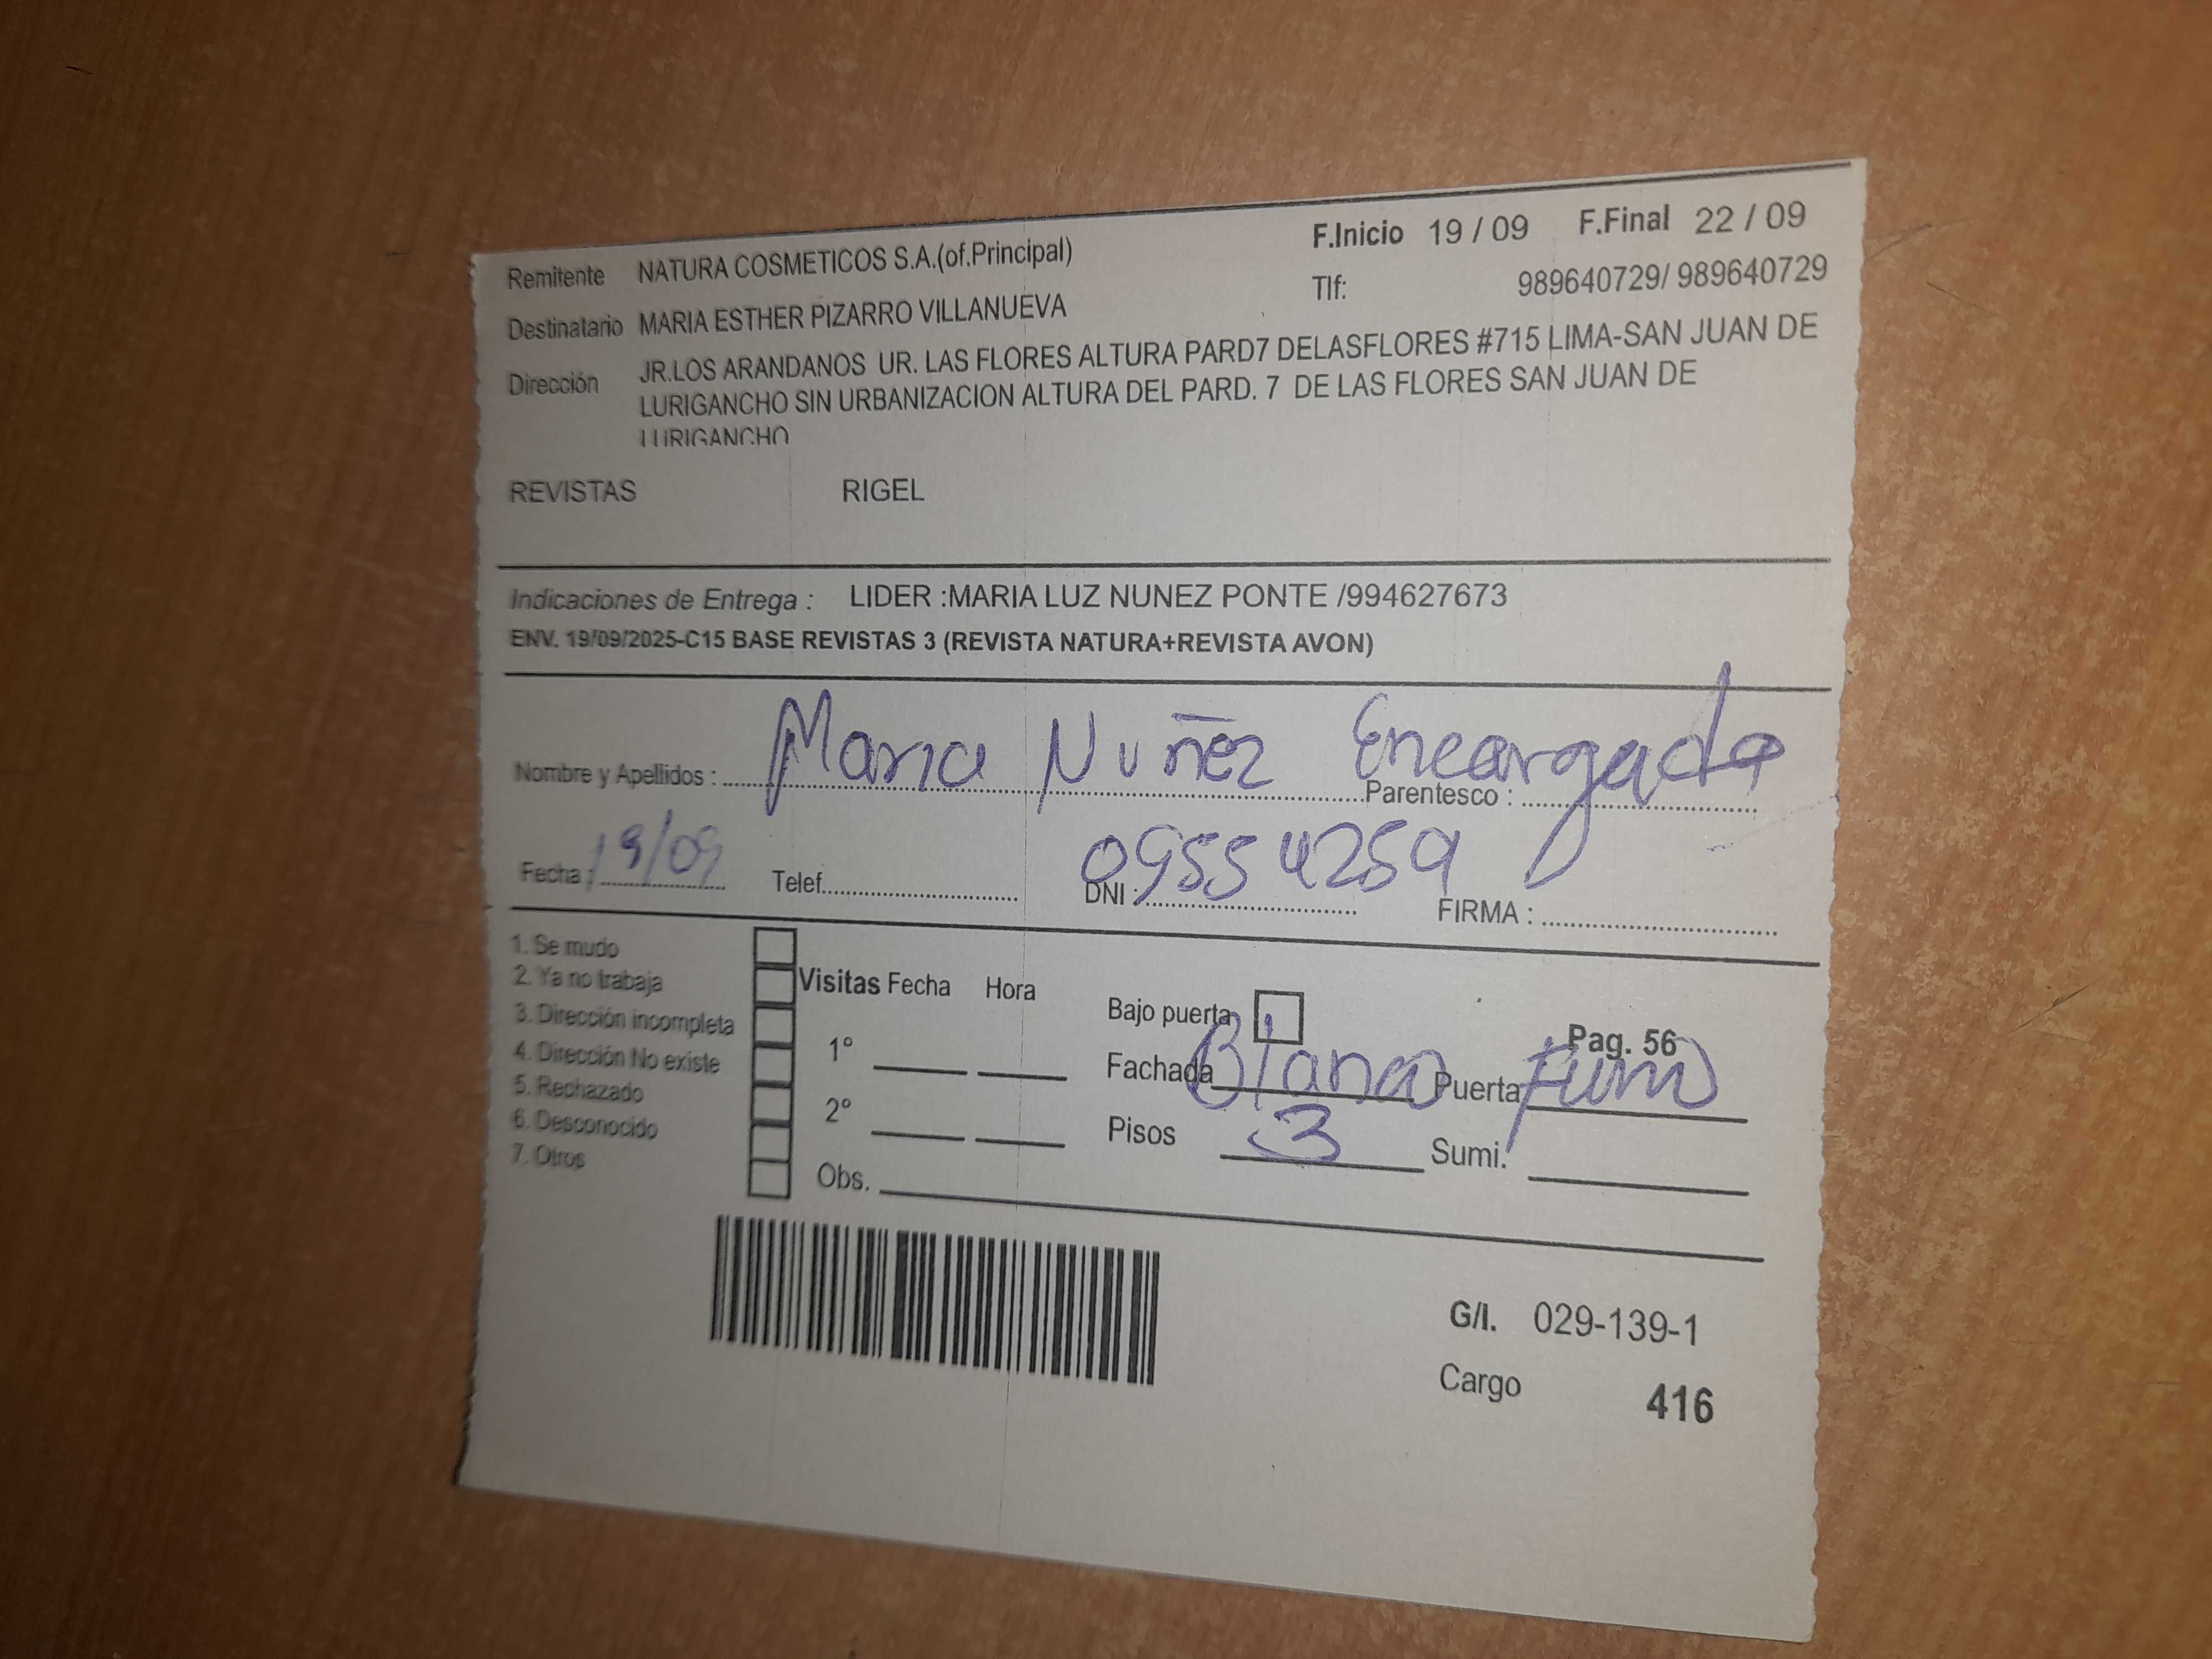 Remitente NATURA COSMETICOS S.A.(of.Principal) F.Inicio 19 / 09 F.Final 22 / 09
Tlf: 989640729/ 989640729
Destinatario MARIA ESTHER PIZARRO VILLANUEVA
Dirección JR.LOS ARANDANOS UR. LAS FLORES ALTURA PARD7 DELASFLORES #715 LIMA-SAN JUAN DE
LURIGANCHO SIN URBANIZACION ALTURA DEL PARD. 7 DE LAS FLORES SAN JUAN DE
LURIGANCHO
REVISTAS RIGEL
Indicaciones de Entrega : LIDER :MARIA LUZ NUNEZ PONTE /994627673
ENV. 19/09/2025-C15 BASE REVISTAS 3 (REVISTA NATURA+REVISTA AVON)
Nombre y Apellidos : Maria Nuñez Parentesco : Encargada
Fecha : 19/09 Telef. DNI : 09554259 FIRMA :
1. Se mudo
2. Ya no trabaja
3. Dirección incompleta
4. Dirección No existe
5. Rechazado
6. Desconocido
7. Otros
Visitas Fecha Hora
1°
2°
Obs.
Bajo puerta
Pag. 56
Fachada Blanco Puerta
Pisos 3 Sumi.
G/I. 029-139-1
Cargo 416